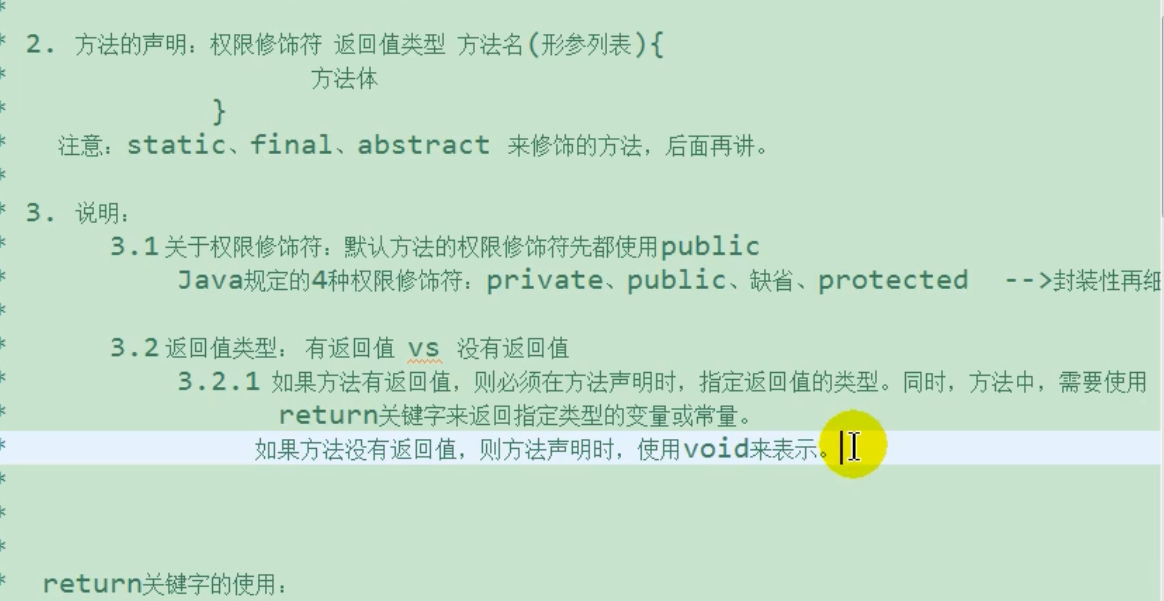 *
* 2. 方法的声明：权限修饰符 返回值类型 方法名(形参列表){
* 方法体
* }
* 注意：static、final、abstract 来修饰的方法，后面再讲。
*
* 3. 说明：
* 3.1 关于权限修饰符：默认方法的权限修饰符先都使用public
* Java规定的4种权限修饰符：private、public、缺省、protected -->封装性再细
*
* 3.2 返回值类型： 有返回值 vs 没有返回值
* 3.2.1 如果方法有返回值，则必须在方法声明时，指定返回值的类型。同时，方法中，需要使用
* return关键字来返回指定类型的变量或常量。
* 如果方法没有返回值，则方法声明时，使用void来表示。
*
*
*
* return关键字的使用：